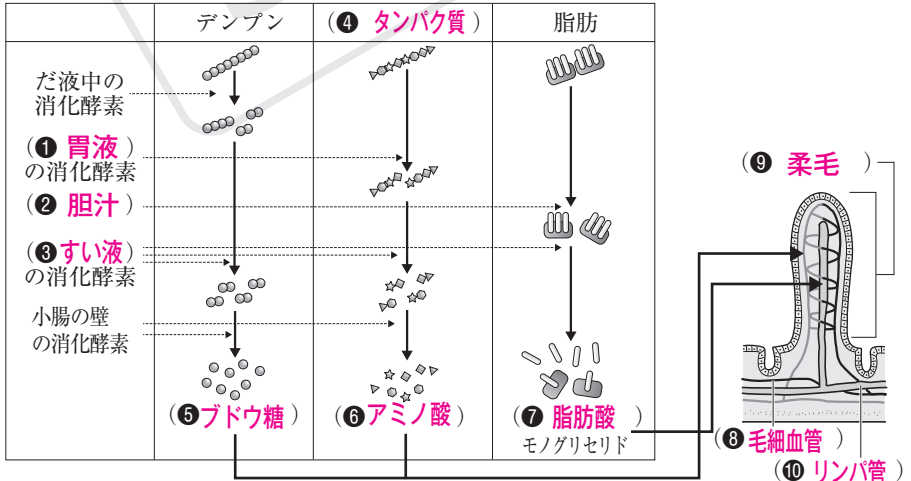 デンプン
(❹ タンパク質)
脂肪
だ液中の
消化酵素
(❶ 胃液)
の消化酵素
(❷ 胆汁)
(❸すい液)
の消化酵素
小腸の壁
の消化酵素
(❺ブドウ糖)
(❻アミノ酸)
(❼ 脂肪酸)
モノグリセリド
(❾ 柔毛)
(❽毛細血管)
(❿ リンパ管)